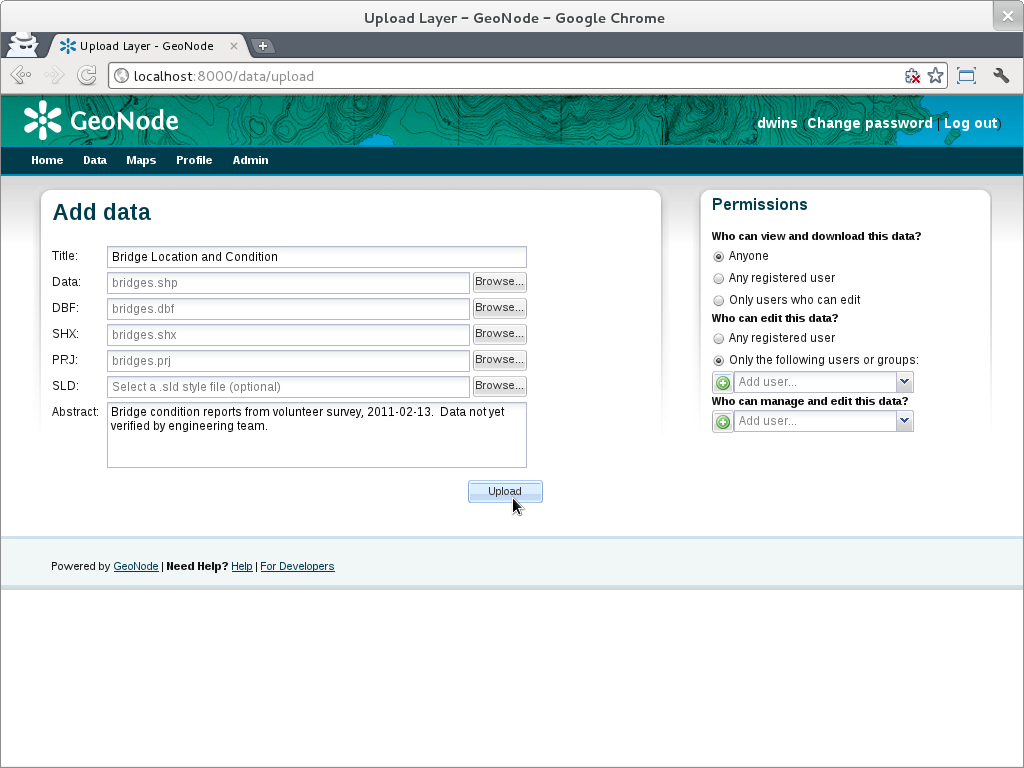 Upload Layer – GeoNode – Google Chrome
Upload Layer - GeoNode
localhost:8000/data/upload
GeoNode
dwins (Change password | Log out)
Home Data Maps Profile Admin
Add data
Title: Bridge Location and Condition
Data: bridges.shp Browse...
DBF: bridges.dbf Browse...
SHX: bridges.shx Browse...
PRJ: bridges.prj Browse...
SLD: Select a .sld style file (optional) Browse...
Abstract: Bridge condition reports from volunteer survey, 2011-02-13. Data not yet
verified by engineering team.
Upload
Permissions
Who can view and download this data?
Anyone
Any registered user
Only users who can edit
Who can edit this data?
Any registered user
Only the following users or groups:
Add user...
Who can manage and edit this data?
Add user...
Powered by GeoNode | Need Help? Help | For Developers